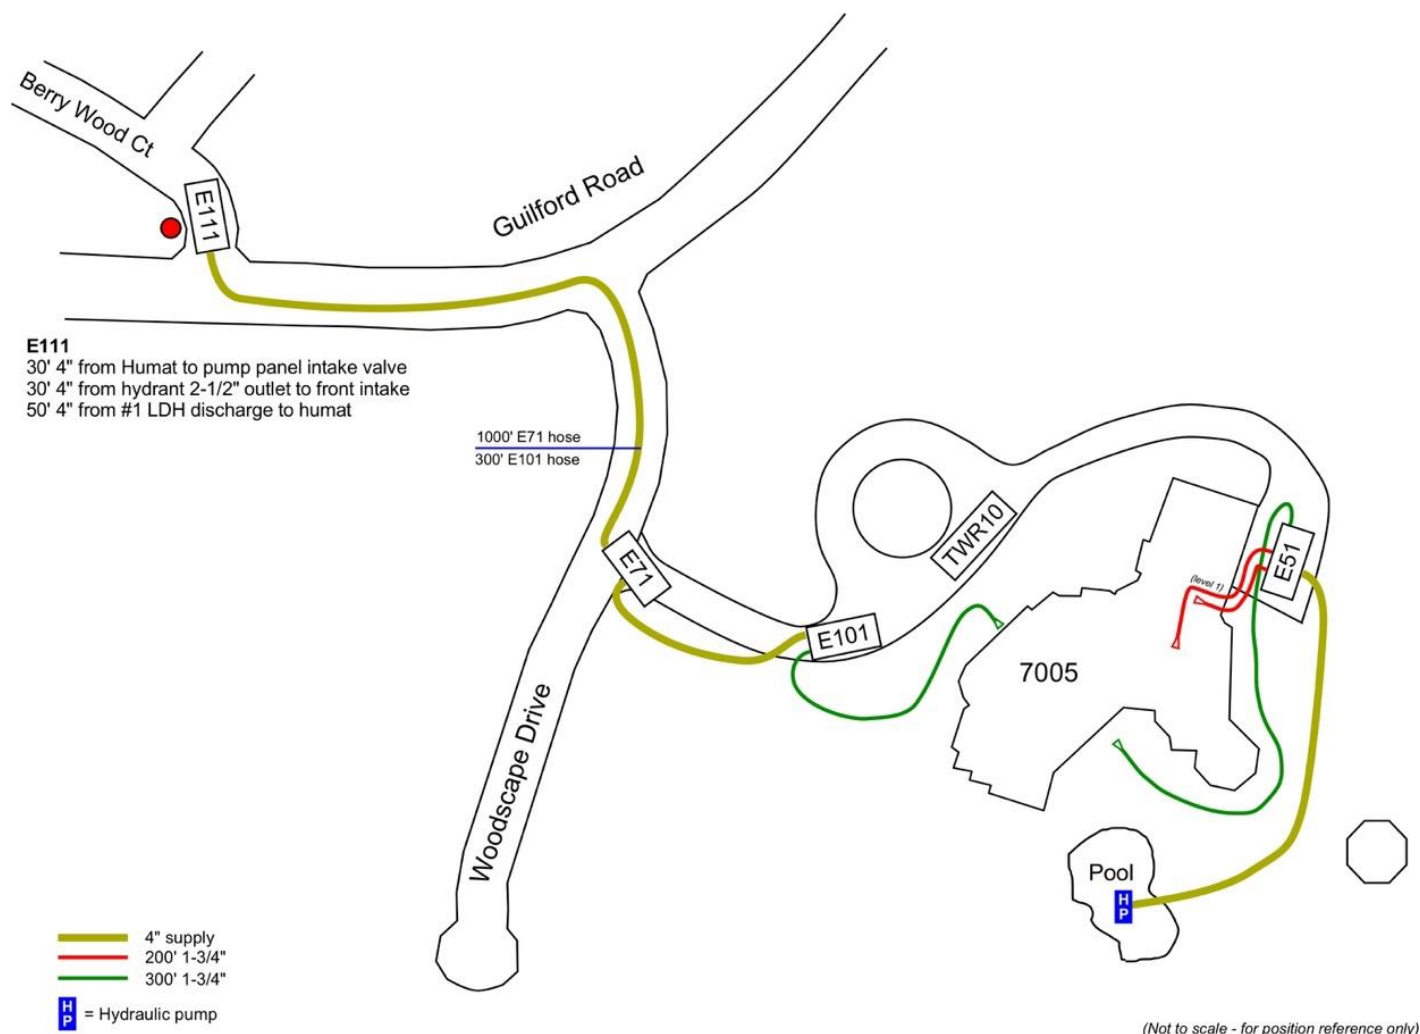 Berry Wood Ct
E111
Guilford Road
E111
30' 4" from Humat to pump panel intake valve
30' 4" from hydrant 2-1/2" outlet to front intake
50' 4" from #1 LDH discharge to humat
1000' E71 hose
300' E101 hose
TWR10
E71
E51
(level 1)
E101
7005
Woodscape Drive
Pool
H
P
4" supply
200' 1-3/4"
300' 1-3/4"
H
P
= Hydraulic pump
(Not to scale - for position reference only)